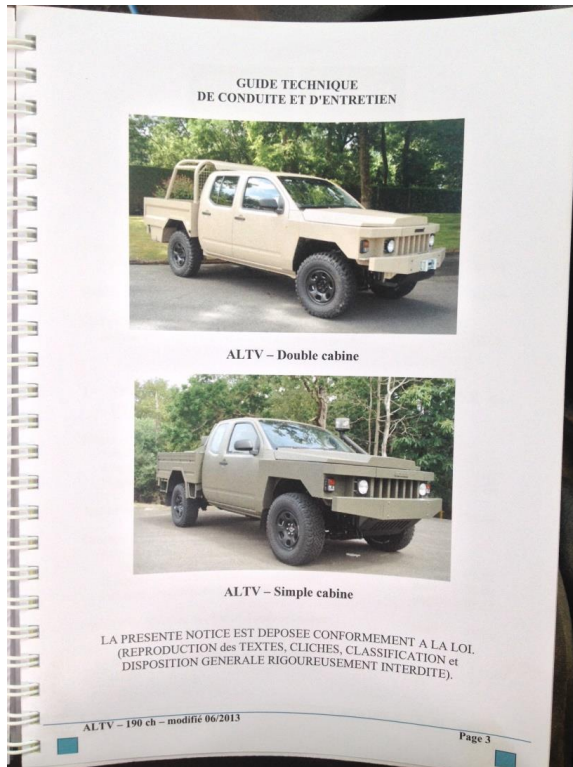 GUIDE TECHNIQUE
DE CONDUITE ET D'ENTRETIEN
ALTV – Double cabine
ALTV – Simple cabine
LA PRESENTE NOTICE EST DEPOSEE CONFORMEMENT A LA LOI.
(REPRODUCTION des TEXTES, CLICHES, CLASSIFICATION et
DISPOSITION GENERALE RIGOUREUSEMENT INTERDITE).
ALTV – 190 ch – modifié 06/2013
Page 3